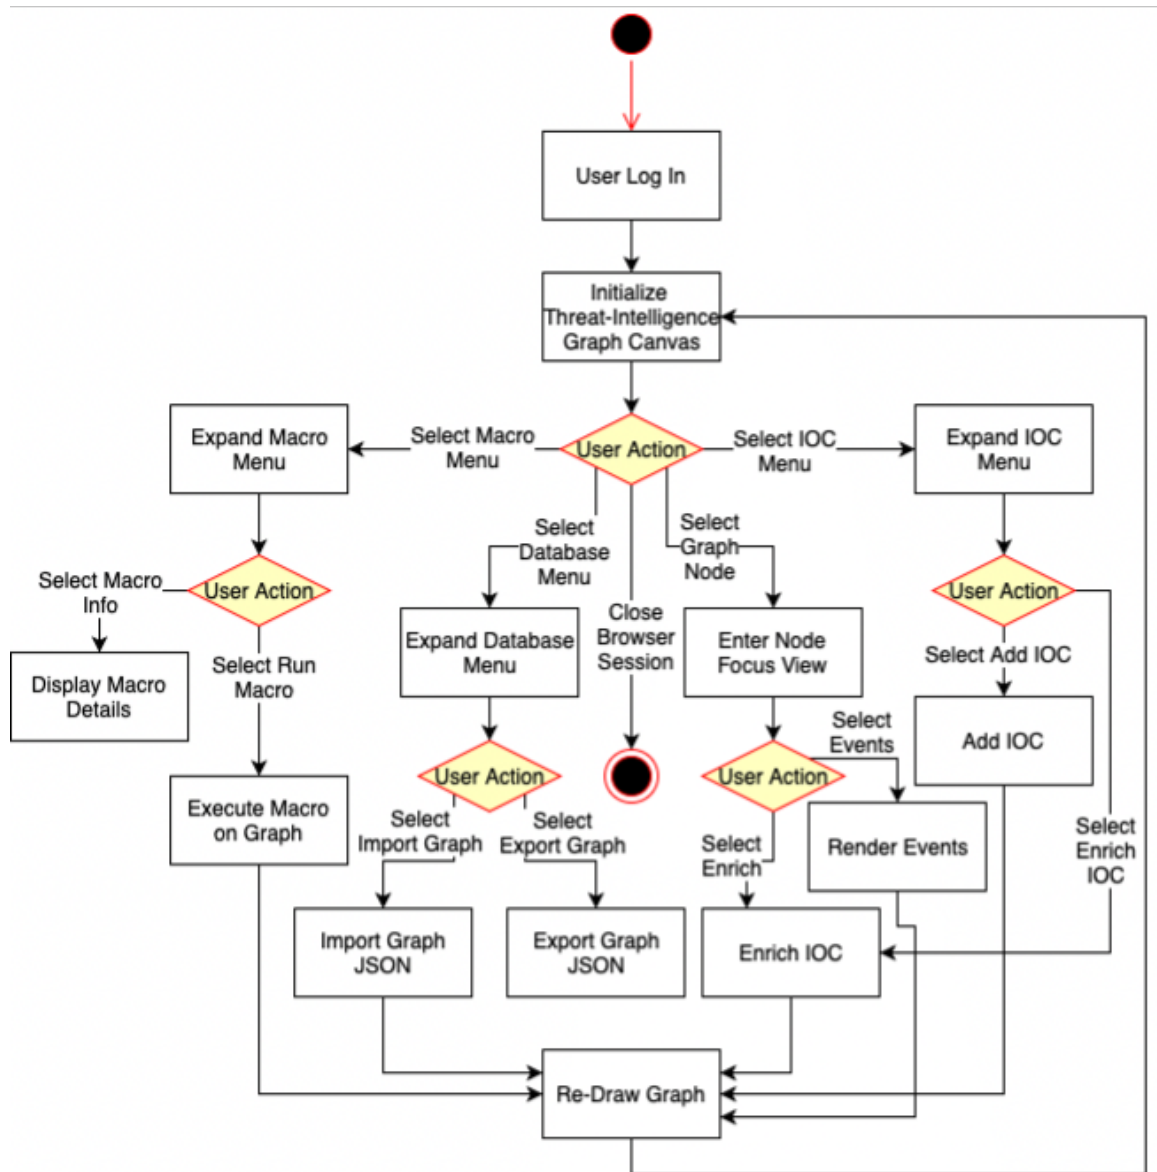 User Log In
Initialize
Threat-Intelligence
Graph Canvas
Expand Macro
Menu
Select Macro
Menu
User Action
Select IOC
Menu
Expand IOC
Menu
Select
Database
Menu
Select
Graph
Node
Select Macro
Info
User Action
User Action
Close
Browser
Session
Expand Database
Menu
Enter Node
Focus View
Select Run
Macro
Select Add IOC
Display Macro
Details
Select
Events
Add IOC
User Action
User Action
Execute Macro
on Graph
Select
Import Graph
Select
Export Graph
Select
Enrich
Render Events
Select
Enrich
IOC
Import Graph
JSON
Export Graph
JSON
Enrich IOC
Re-Draw Graph